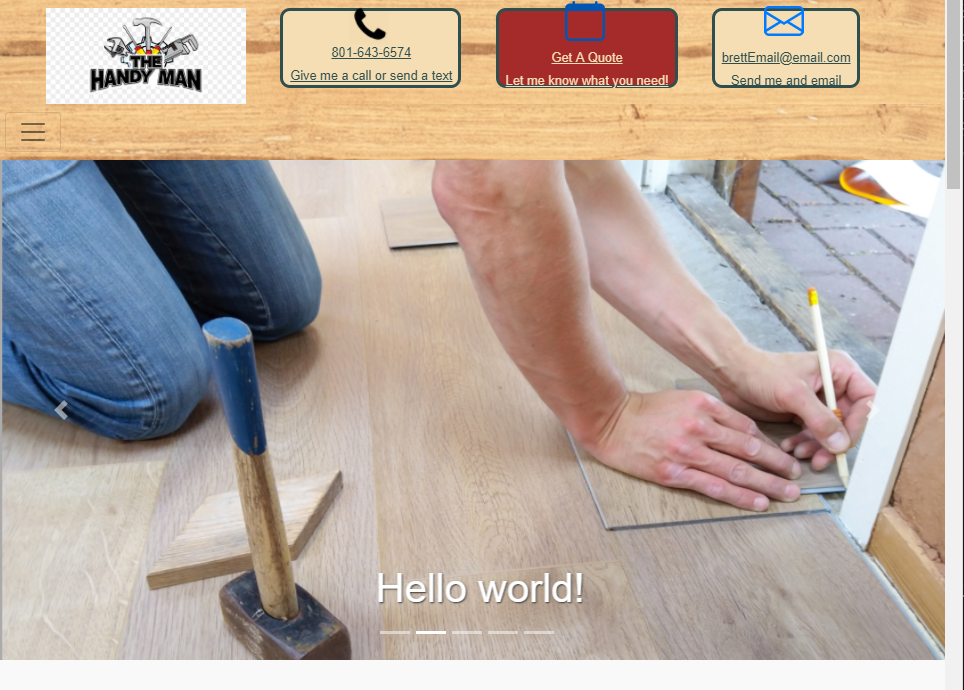 THE
HANDY MAN
801-643-6574
Give me a call or send a text
Get A Quote
Let me know what you need!
brettEmail@email.com
Send me and email
Hello world!